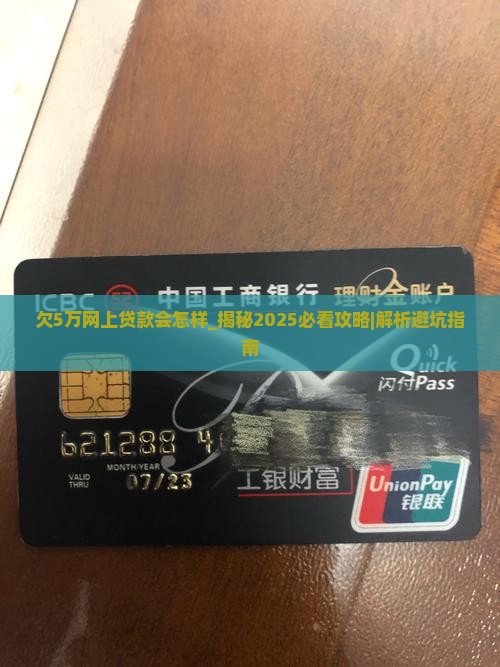 ICBC 中国工商银行 理财金账户
欠5万网上贷款会怎样_揭秘2025必看攻略|解析避坑指
南
Quick
闪付Pass
621288 4
MONTH/YEAR
VALID
THRU
07/23
工银财富
UnionPay
银联